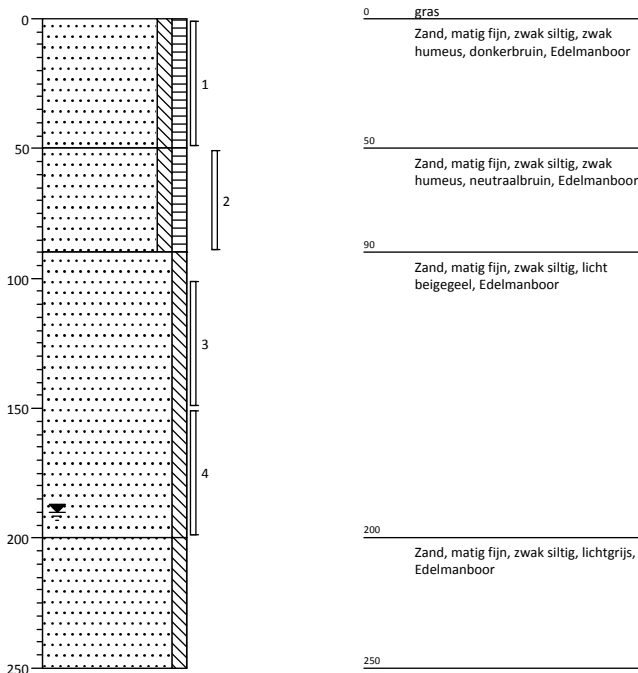 0
50
100
150
200
250
1
2
3
4
0
gras
Zand, matig fijn, zwak siltig, zwak
humeus, donkerbruin, Edelmanboor
50
Zand, matig fijn, zwak siltig, zwak
humeus, neutraalbruin, Edelmanboor
90
Zand, matig fijn, zwak siltig, licht
beigegeel, Edelmanboor
200
Zand, matig fijn, zwak siltig, lichtgrijs,
Edelmanboor
250